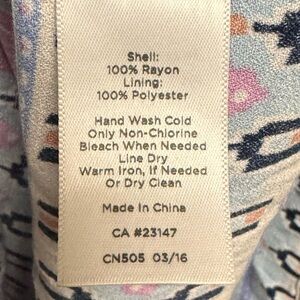 Shell:
100% Rayon
Lining:
100% Polyester
Hand Wash Cold
Only Non-Chlorine
Bleach When Needed
Line Dry
Warm Iron, If Needed
Or Dry Clean
Made In China
CA #23147
CN505 03/16